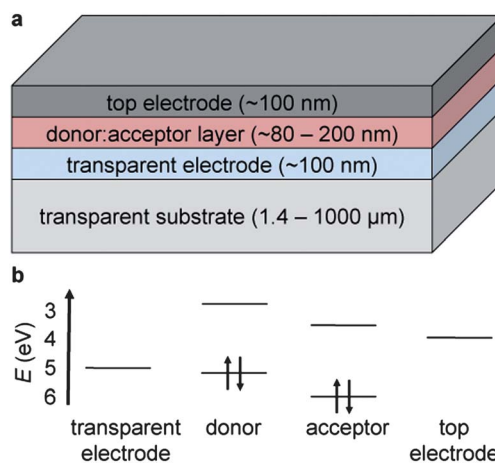 a
top electrode (~100 nm)
donor:acceptor layer (~80 – 200 nm)
transparent electrode (~100 nm)
transparent substrate (1.4 – 1000 µm)
b
E (eV)
3
4
5
6
transparent electrode
donor
acceptor
top electrode